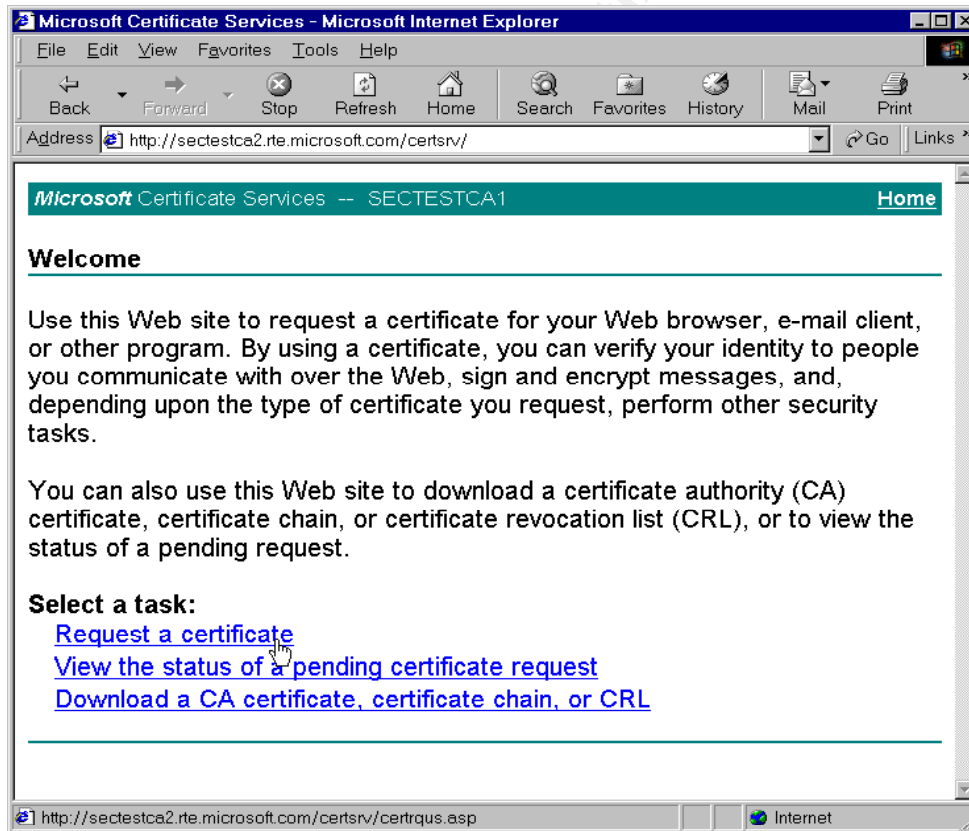 Microsoft Certificate Services - Microsoft Internet Explorer
File Edit View Favorites Tools Help
Back Forward Stop Refresh Home Search Favorites History Mail Print »
Address http://sectestca2.rte.microsoft.com/certsrv/ Go Links »
Microsoft Certificate Services -- SECTESTCA1 Home
Welcome
Use this Web site to request a certificate for your Web browser, e-mail client,
or other program. By using a certificate, you can verify your identity to people
you communicate with over the Web, sign and encrypt messages, and,
depending upon the type of certificate you request, perform other security
tasks.
You can also use this Web site to download a certificate authority (CA)
certificate, certificate chain, or certificate revocation list (CRL), or to view the
status of a pending request.
Select a task:
Request a certificate
View the status of a pending certificate request
Download a CA certificate, certificate chain, or CRL
http://sectestca2.rte.microsoft.com/certsrv/certrqus.asp Internet